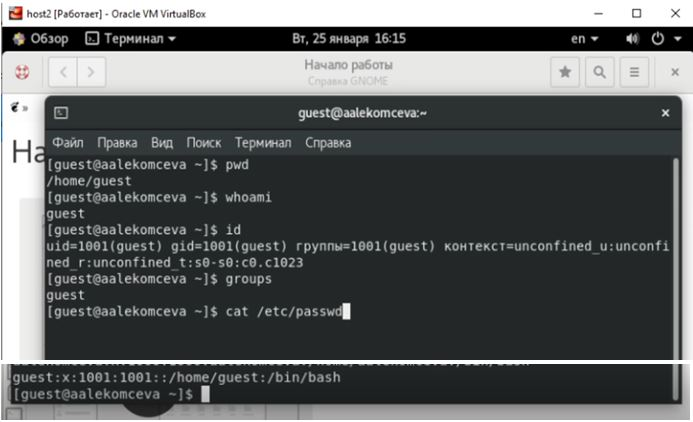 host2 [Работает] - Oracle VM VirtualBox
Обзор Терминал Вт, 25 января 16:15 en
Начало работы
Справка GNOME
guest@aalekomceva:~
Файл Правка Вид Поиск Терминал Справка
На
[guest@aalekomceva ~]$ pwd
/home/guest
[guest@aalekomceva ~]$ whoami
guest
[guest@aalekomceva ~]$ id
uid=1001(guest) gid=1001(guest) группы=1001(guest) контекст=unconfined_u:unconfi
ned_r:unconfined_t:s0-s0:c0.c1023
[guest@aalekomceva ~]$ groups
guest
[guest@aalekomceva ~]$ cat /etc/passwd
guest:x:1001:1001::/home/guest:/bin/bash
[guest@aalekomceva ~]$